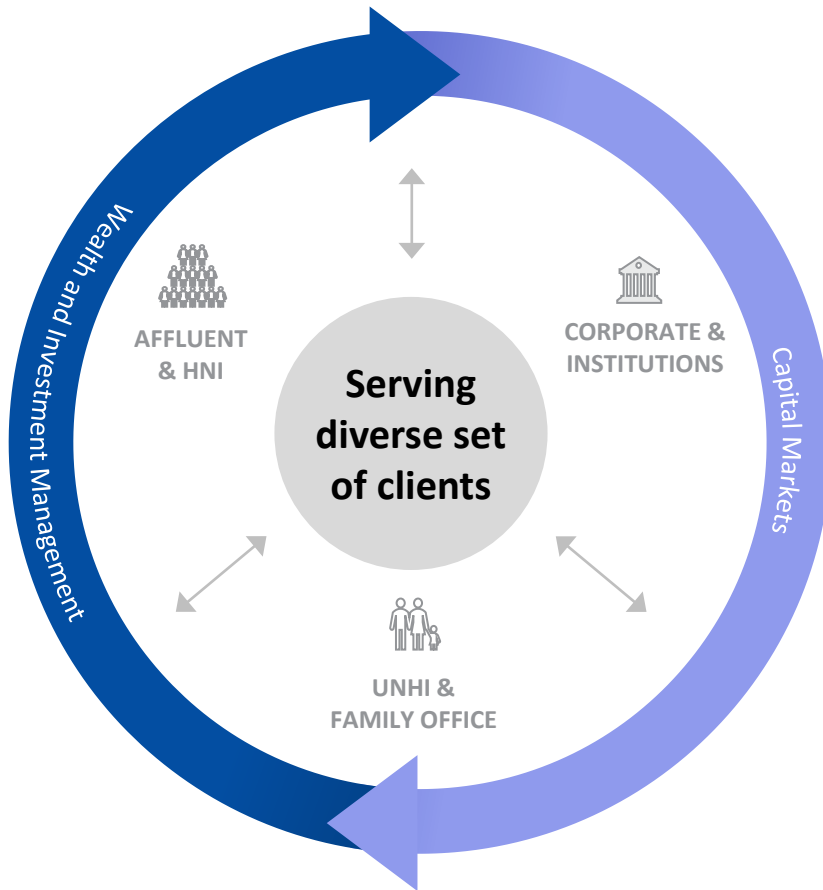 Wealth and Investment Management
Capital Markets
AFFLUENT
& HNI
CORPORATE &
INSTITUTIONS
Serving
diverse set
of clients
UNHI &
FAMILY OFFICE